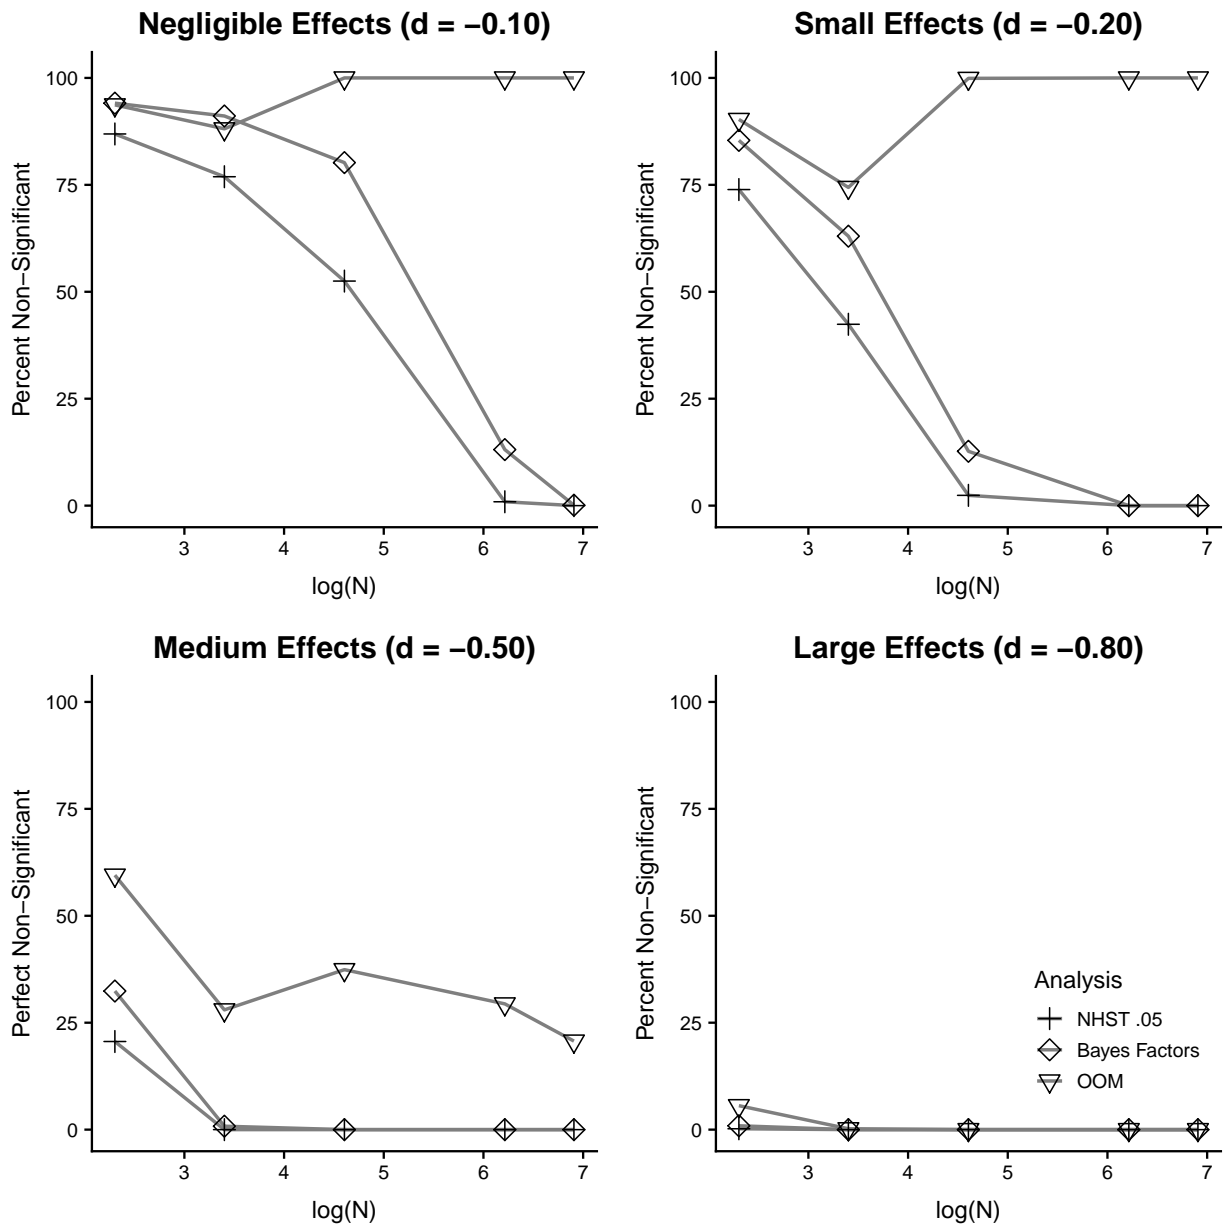 Negligible Effects (d = −0.10)
Percent Non−Significant
100
75
50
25
0
3 4 5 6 7
log(N)
Small Effects (d = −0.20)
Percent Non−Significant
100
75
50
25
0
3 4 5 6 7
log(N)
Medium Effects (d = −0.50)
Perfect Non−Significant
100
75
50
25
0
3 4 5 6 7
log(N)
Large Effects (d = −0.80)
Percent Non−Significant
100
75
50
25
0
Analysis
NHST .05
Bayes Factors
OOM
3 4 5 6 7
log(N)